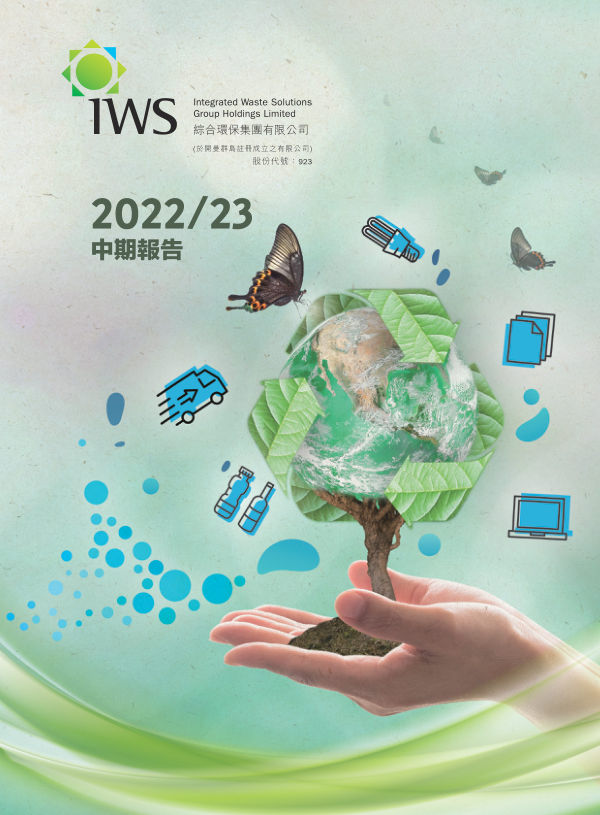 IWS
Integrated Waste Solutions
Group Holdings Limited
綜合環保集團有限公司
(於開曼群島註冊成立之有限公司)
股份代號：923
2022/23
中期報告